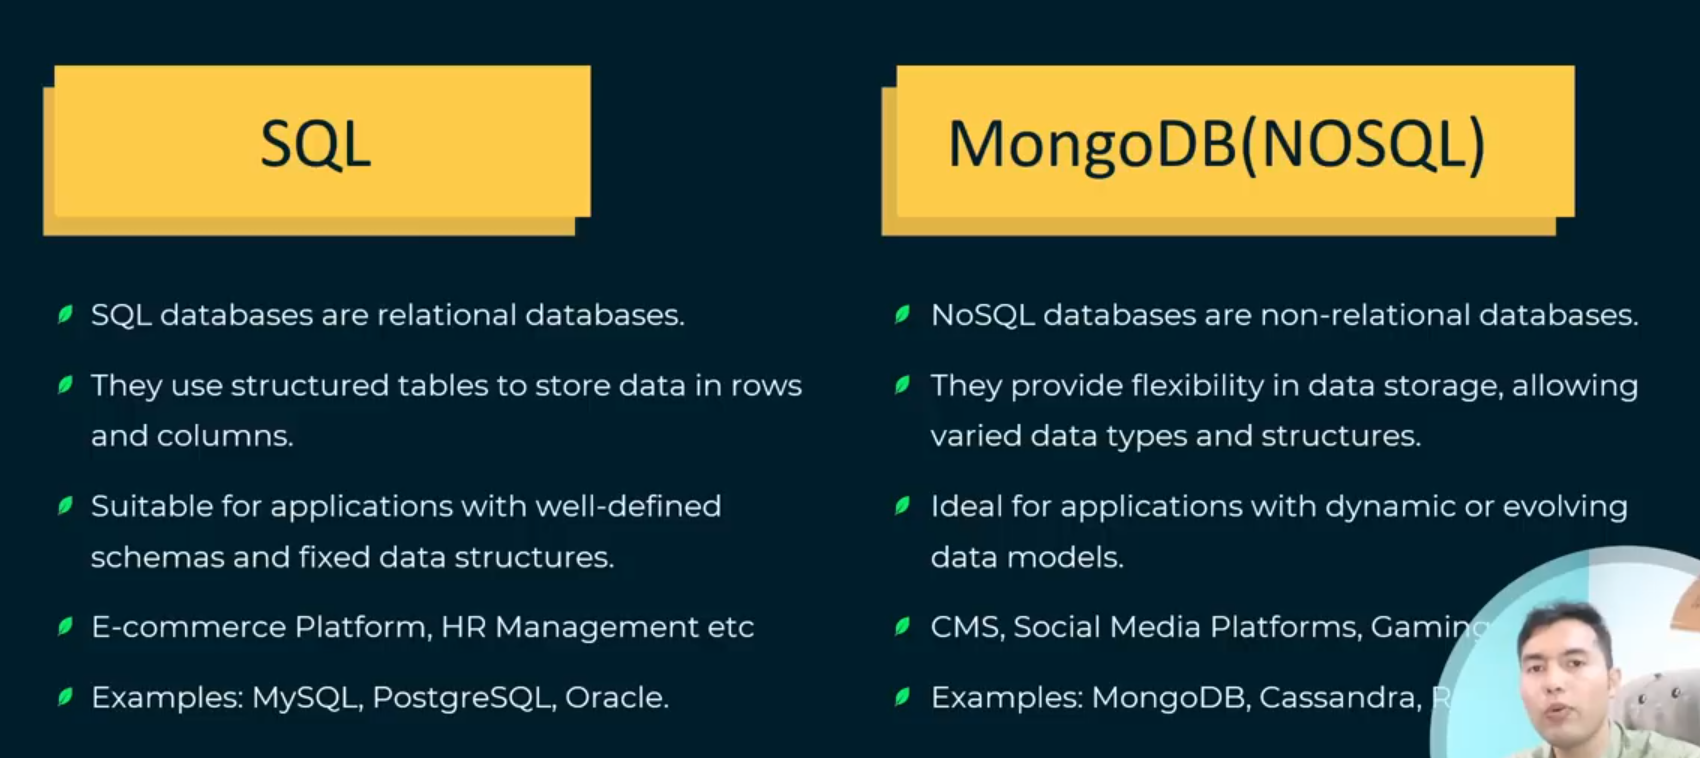 SQL
SQL databases are relational databases.
They use structured tables to store data in rows
and columns.
Suitable for applications with well-defined
schemas and fixed data structures.
E-commerce Platform, HR Management etc
Examples: MySQL, PostgreSQL, Oracle.
MongoDB(NOSQL)
NoSQL databases are non-relational databases.
They provide flexibility in data storage, allowing
varied data types and structures.
Ideal for applications with dynamic or evolving
data models.
CMS, Social Media Platforms, Gaming
Examples: MongoDB, Cassandra,